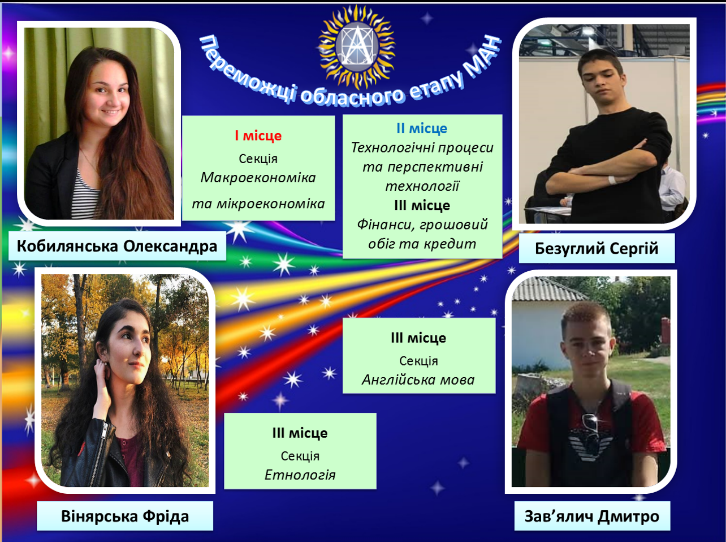 Переможці обласного етапу МАН
І місце
Секція
Макроекономіка
та мікроекономіка
ІІ місце
Технологічні процеси
та перспективні
технології
ІІІ місце
Фінанси, грошовий
обіг та кредит
Кобилянська Олександра
Безуглий Сергій
ІІІ місце
Секція
Англійська мова
ІІІ місце
Секція
Етнологія
Вінярська Фріда
Зав’ялич Дмитро